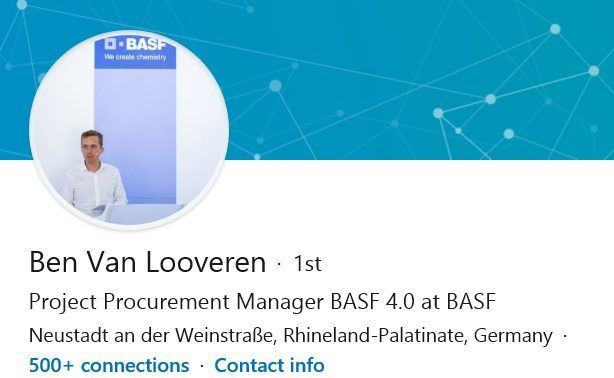 BASF
We create chemistry
Ben Van Looveren · 1st
Project Procurement Manager BASF 4.0 at BASF
Neustadt an der Weinstraße, Rhineland-Palatinate, Germany ·
500+ connections · Contact info